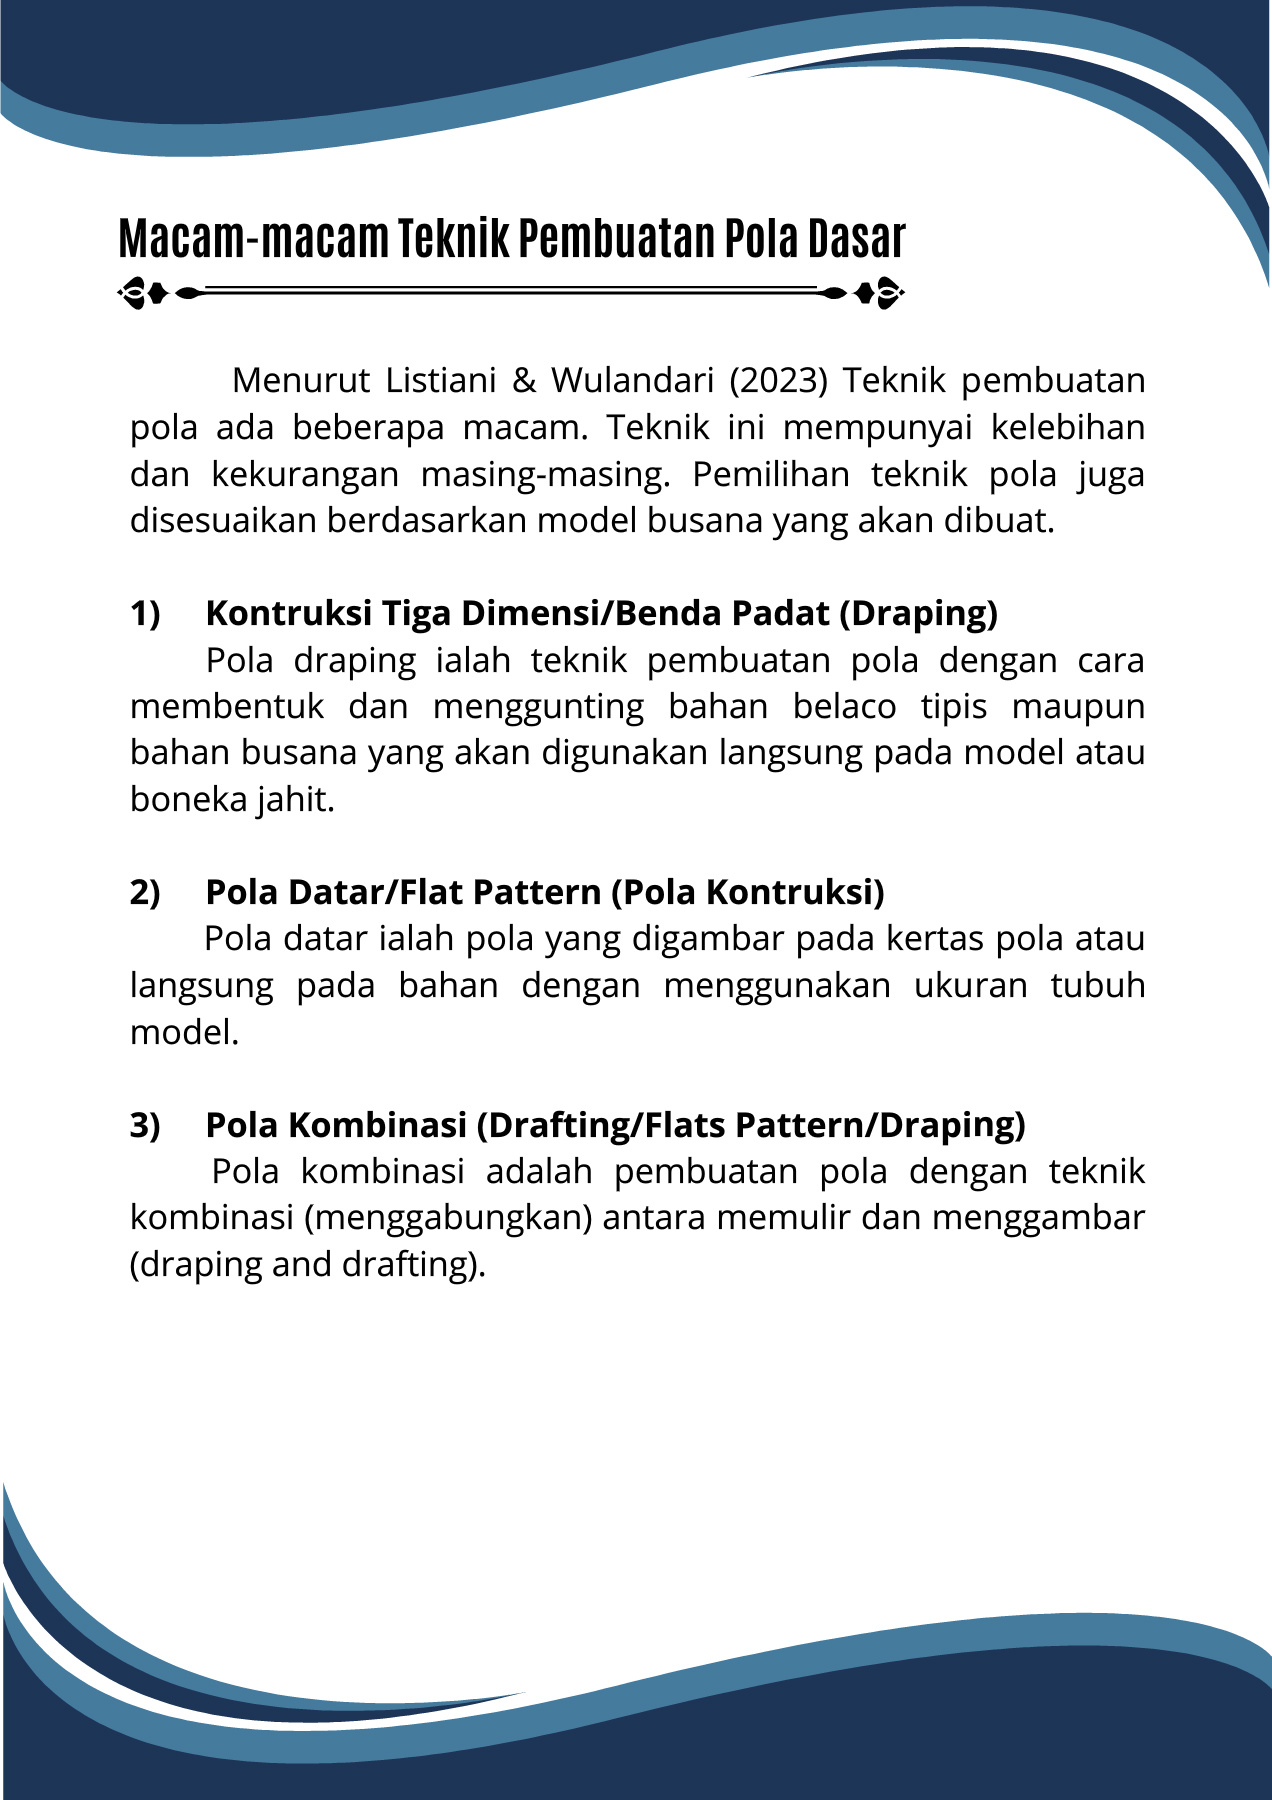 Macam-macam Teknik Pembuatan Pola Dasar
Menurut Listiani & Wulandari (2023) Teknik pembuatan
pola ada beberapa macam. Teknik ini mempunyai kelebihan
dan kekurangan masing-masing. Pemilihan teknik pola juga
disesuaikan berdasarkan model busana yang akan dibuat.
1) Kontruksi Tiga Dimensi/Benda Padat (Draping)
Pola draping ialah teknik pembuatan pola dengan cara
membentuk dan menggunting bahan belaco tipis maupun
bahan busana yang akan digunakan langsung pada model atau
boneka jahit.
2) Pola Datar/Flat Pattern (Pola Kontruksi)
Pola datar ialah pola yang digambar pada kertas pola atau
langsung pada bahan dengan menggunakan ukuran tubuh
model.
3) Pola Kombinasi (Drafting/Flats Pattern/Draping)
Pola kombinasi adalah pembuatan pola dengan teknik
kombinasi (menggabungkan) antara memulir dan menggambar
(draping and drafting).